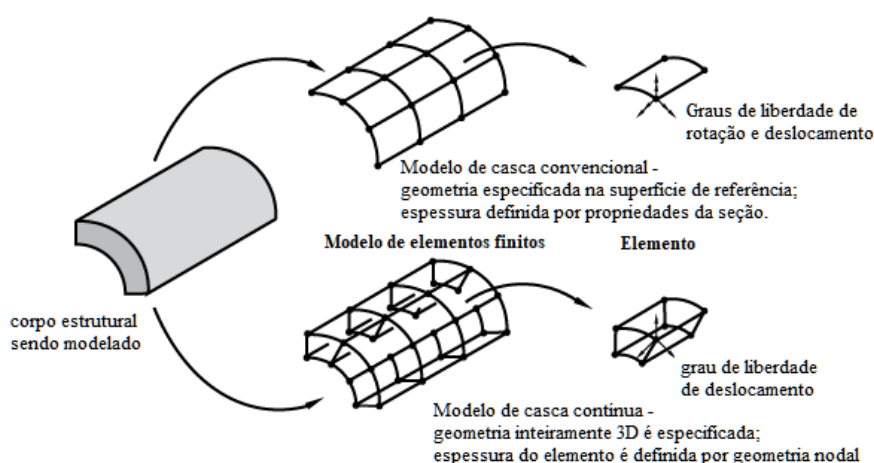 Graus de liberdade de
rotação e deslocamento
Modelo de casca convencional -
geometria especificada na superfície de referência;
espessura definida por propriedades da seção.
Modelo de elementos finitos
Elemento
corpo estrutural
sendo modelado
grau de liberdade
de deslocamento
Modelo de casca contínua -
geometria inteiramente 3D é especificada;
espessura do elemento é definida por geometria nodal